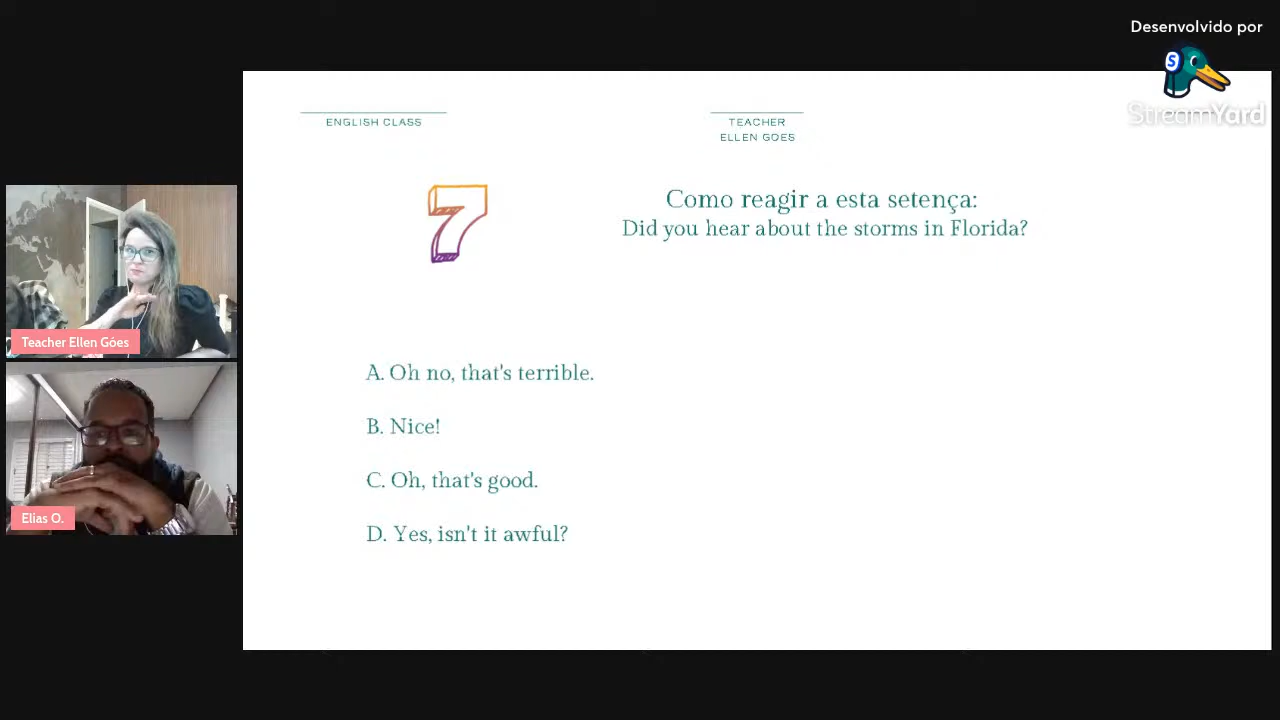 Desenvolvido por
StreamYard
ENGLISH CLASS
TEACHER
ELLEN GOES
7
Como reagir a esta setença:
Did you hear about the storms in Florida?
A. Oh no, that's terrible.
B. Nice!
C. Oh, that's good.
D. Yes, isn't it awful?
Teacher Ellen Góes
Elias O.